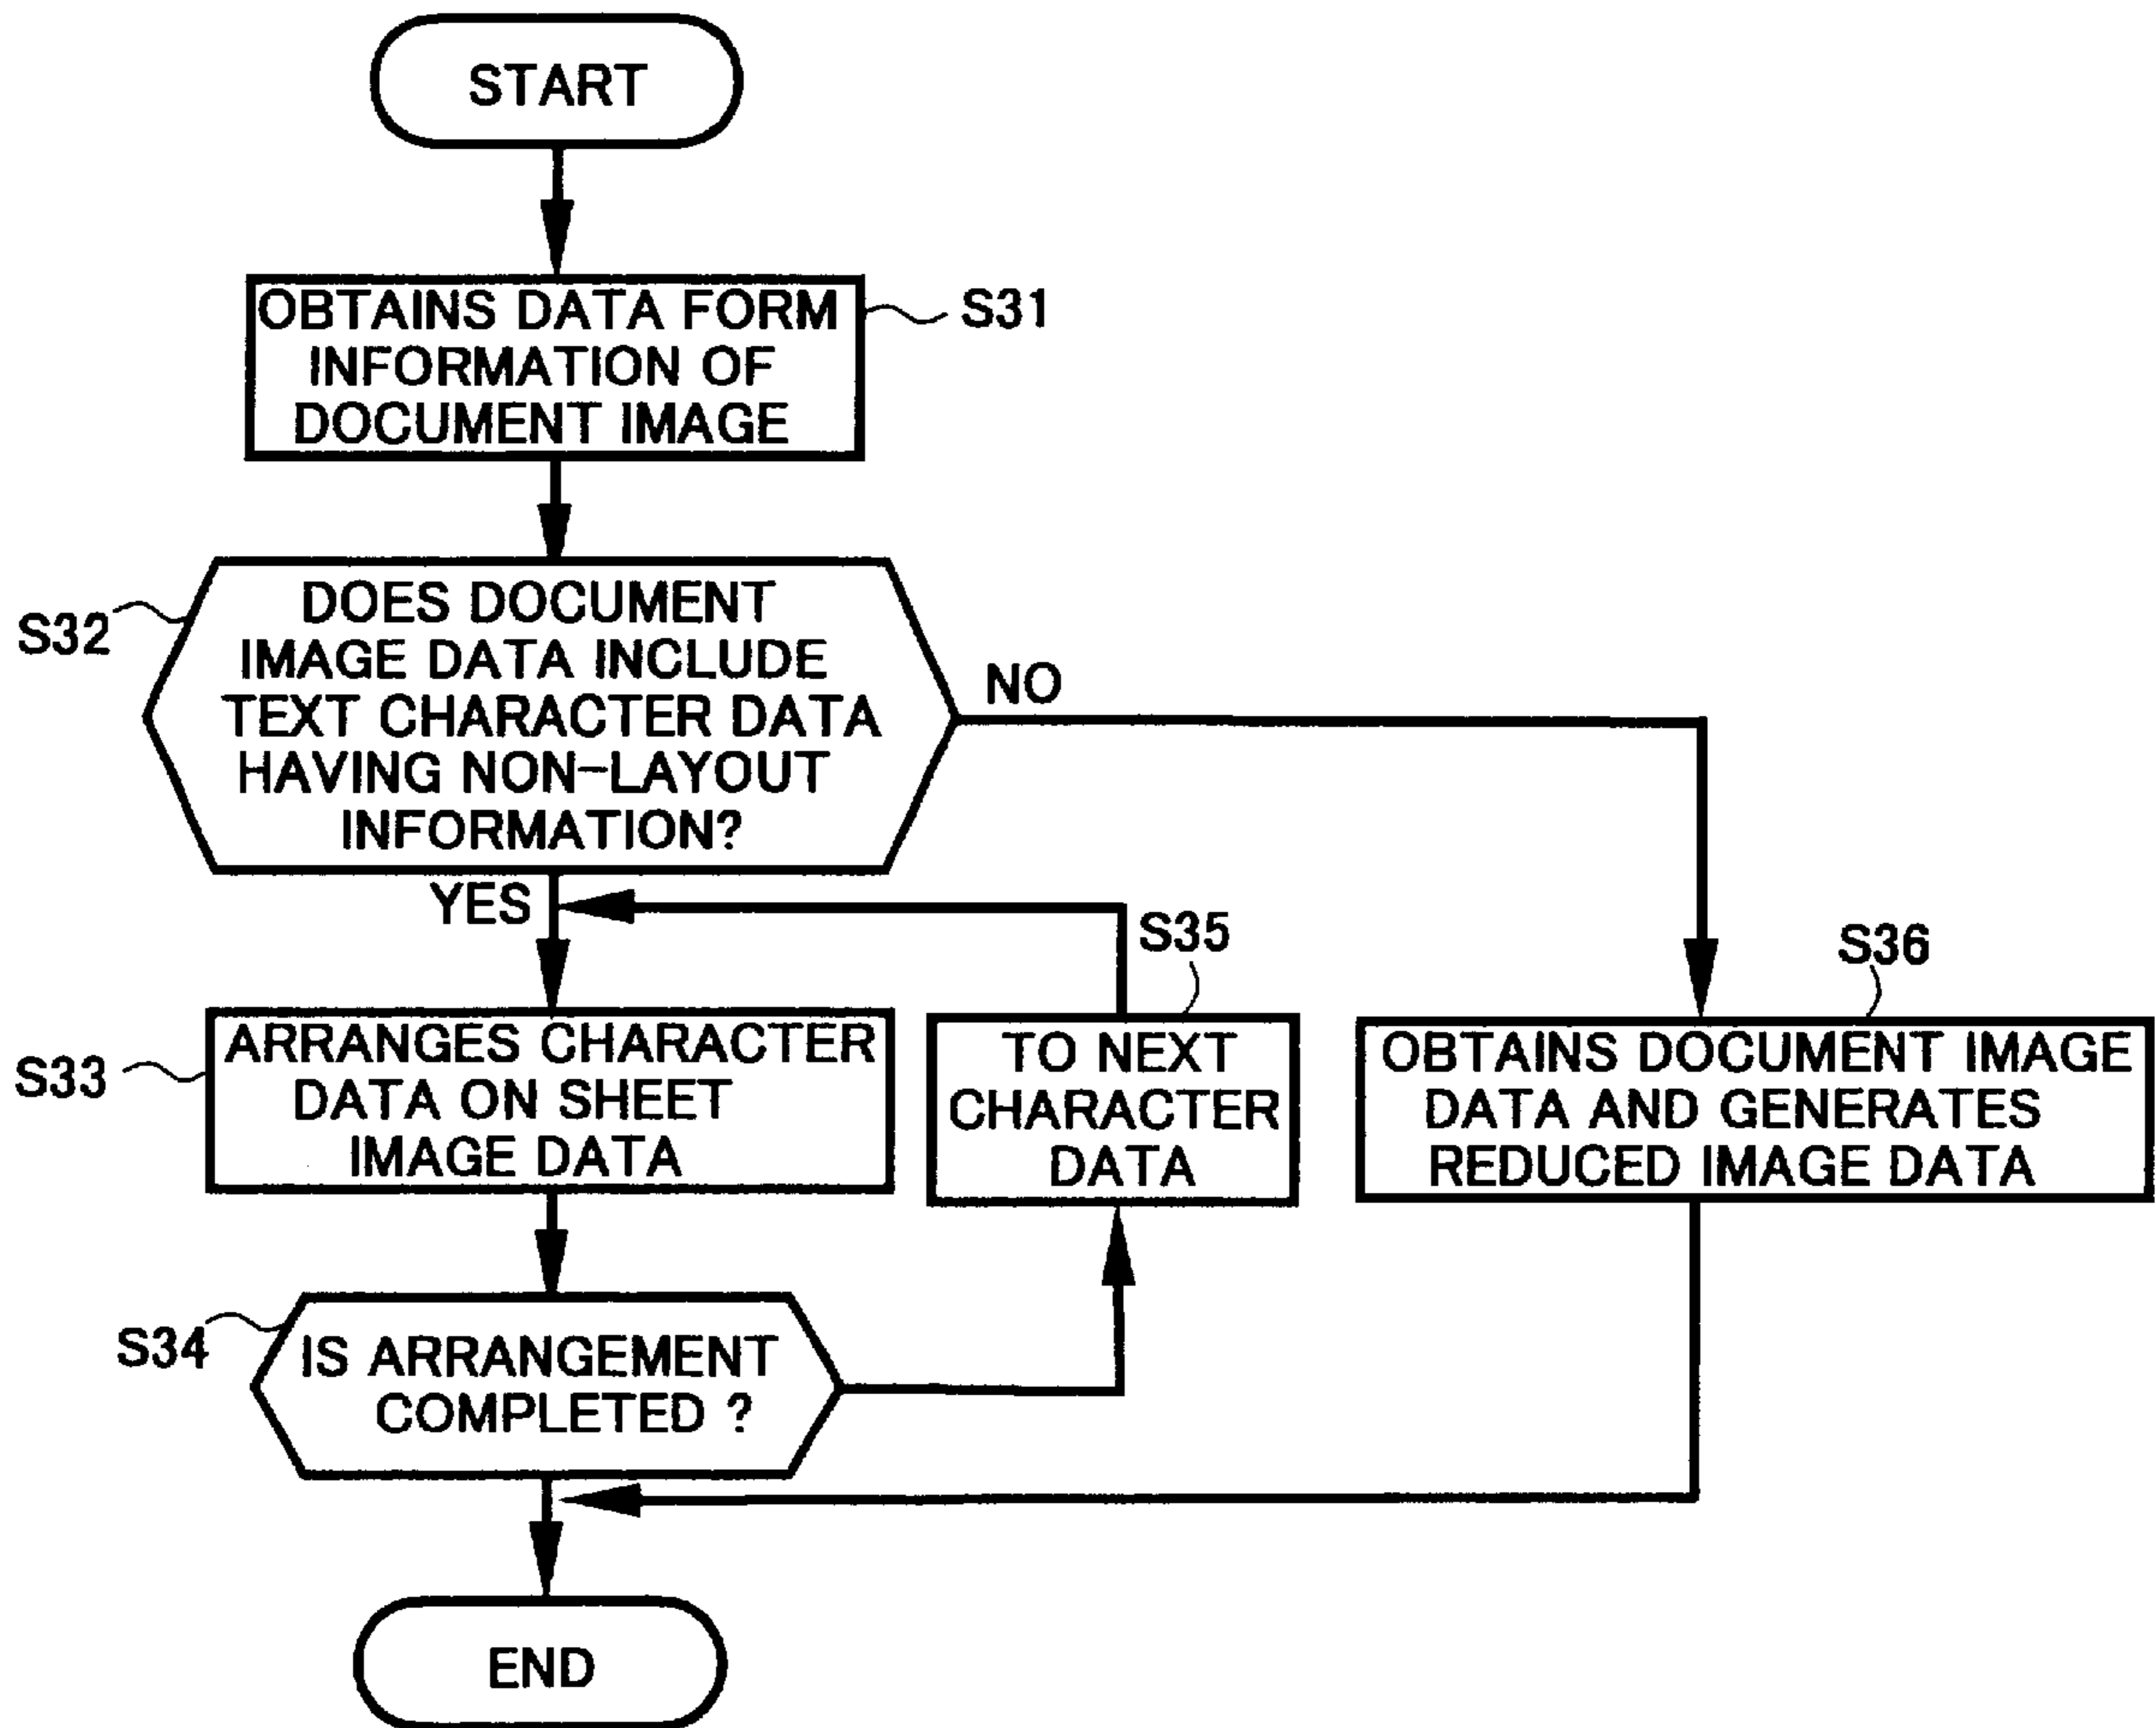 START
OBTAINS DATA FORM
INFORMATION OF
DOCUMENT IMAGE
S31
S32
DOES DOCUMENT
IMAGE DATA INCLUDE
TEXT CHARACTER DATA
HAVING NON-LAYOUT
INFORMATION?
NO
YES
S33
ARRANGES CHARACTER
DATA ON SHEET
IMAGE DATA
S35
TO NEXT
CHARACTER
DATA
S36
OBTAINS DOCUMENT IMAGE
DATA AND GENERATES
REDUCED IMAGE DATA
S34
IS ARRANGEMENT
COMPLETED ?
END